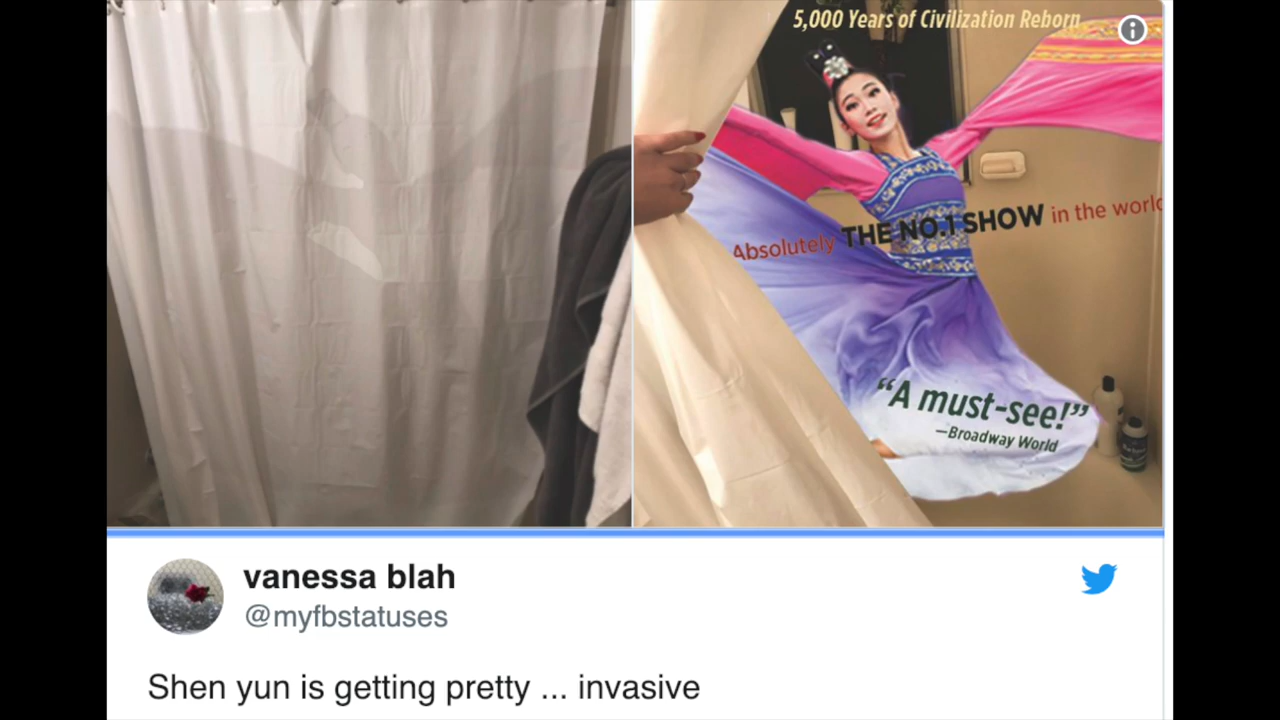 5,000 Years of Civilization Reborn
Absolutely THE NO.1 SHOW in the world
“A must-see!”
—Broadway World
vanessa blah
@myfbstatuses
Shen yun is getting pretty ... invasive